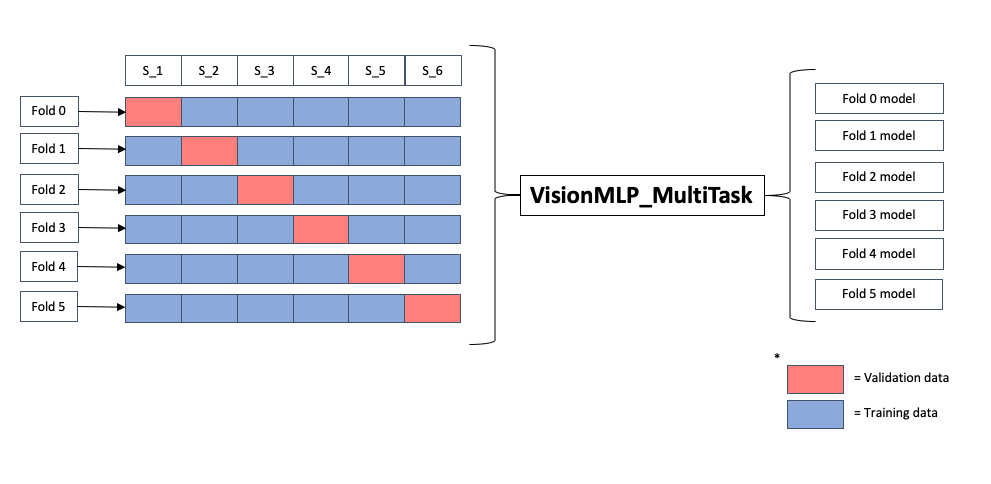 S_1 S_2 S_3 S_4 S_5 S_6
Fold 0
Fold 1
Fold 2
Fold 3
Fold 4
Fold 5
VisionMLP_MultiTask
Fold 0 model
Fold 1 model
Fold 2 model
Fold 3 model
Fold 4 model
Fold 5 model
*
= Validation data
= Training data